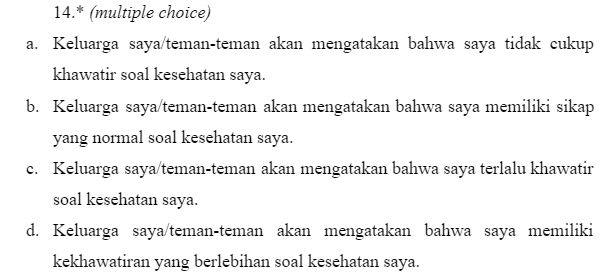 14.* (multiple choice)
a. Keluarga saya/teman-teman akan mengatakan bahwa saya tidak cukup
khawatir soal kesehatan saya.
b. Keluarga saya/teman-teman akan mengatakan bahwa saya memiliki sikap
yang normal soal kesehatan saya.
c. Keluarga saya/teman-teman akan mengatakan bahwa saya terlalu khawatir
soal kesehatan saya.
d. Keluarga saya/teman-teman akan mengatakan bahwa saya memiliki
kekhawatiran yang berlebihan soal kesehatan saya.